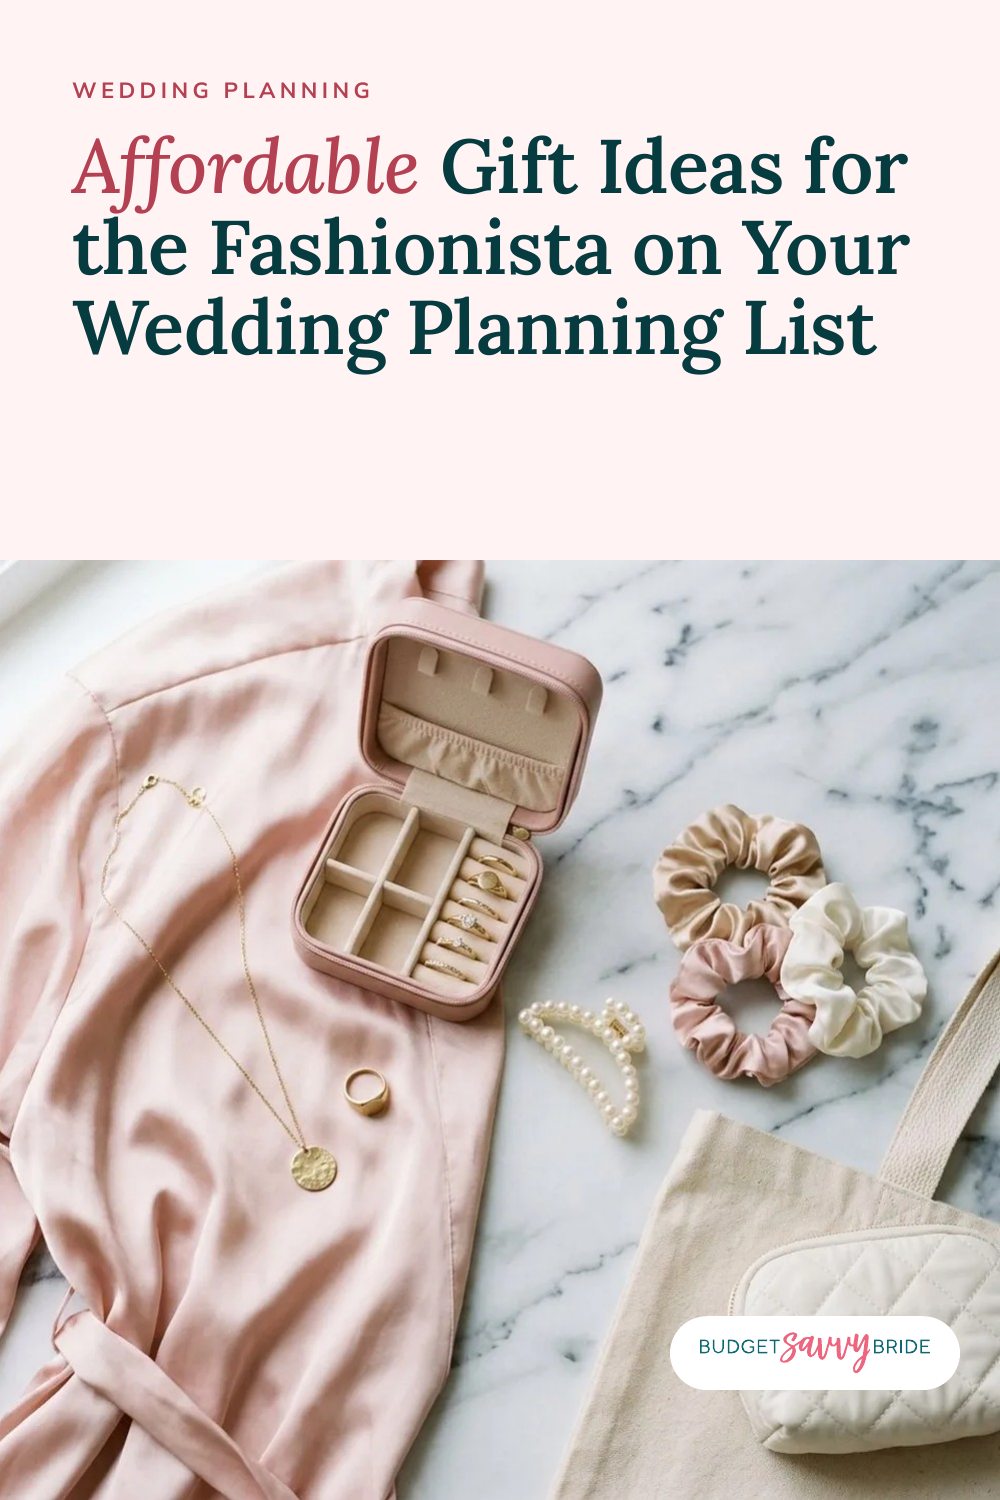 WEDDING PLANNING
Affordable Gift Ideas for
the Fashionista on Your
Wedding Planning List
BUDGET savvy BRIDE